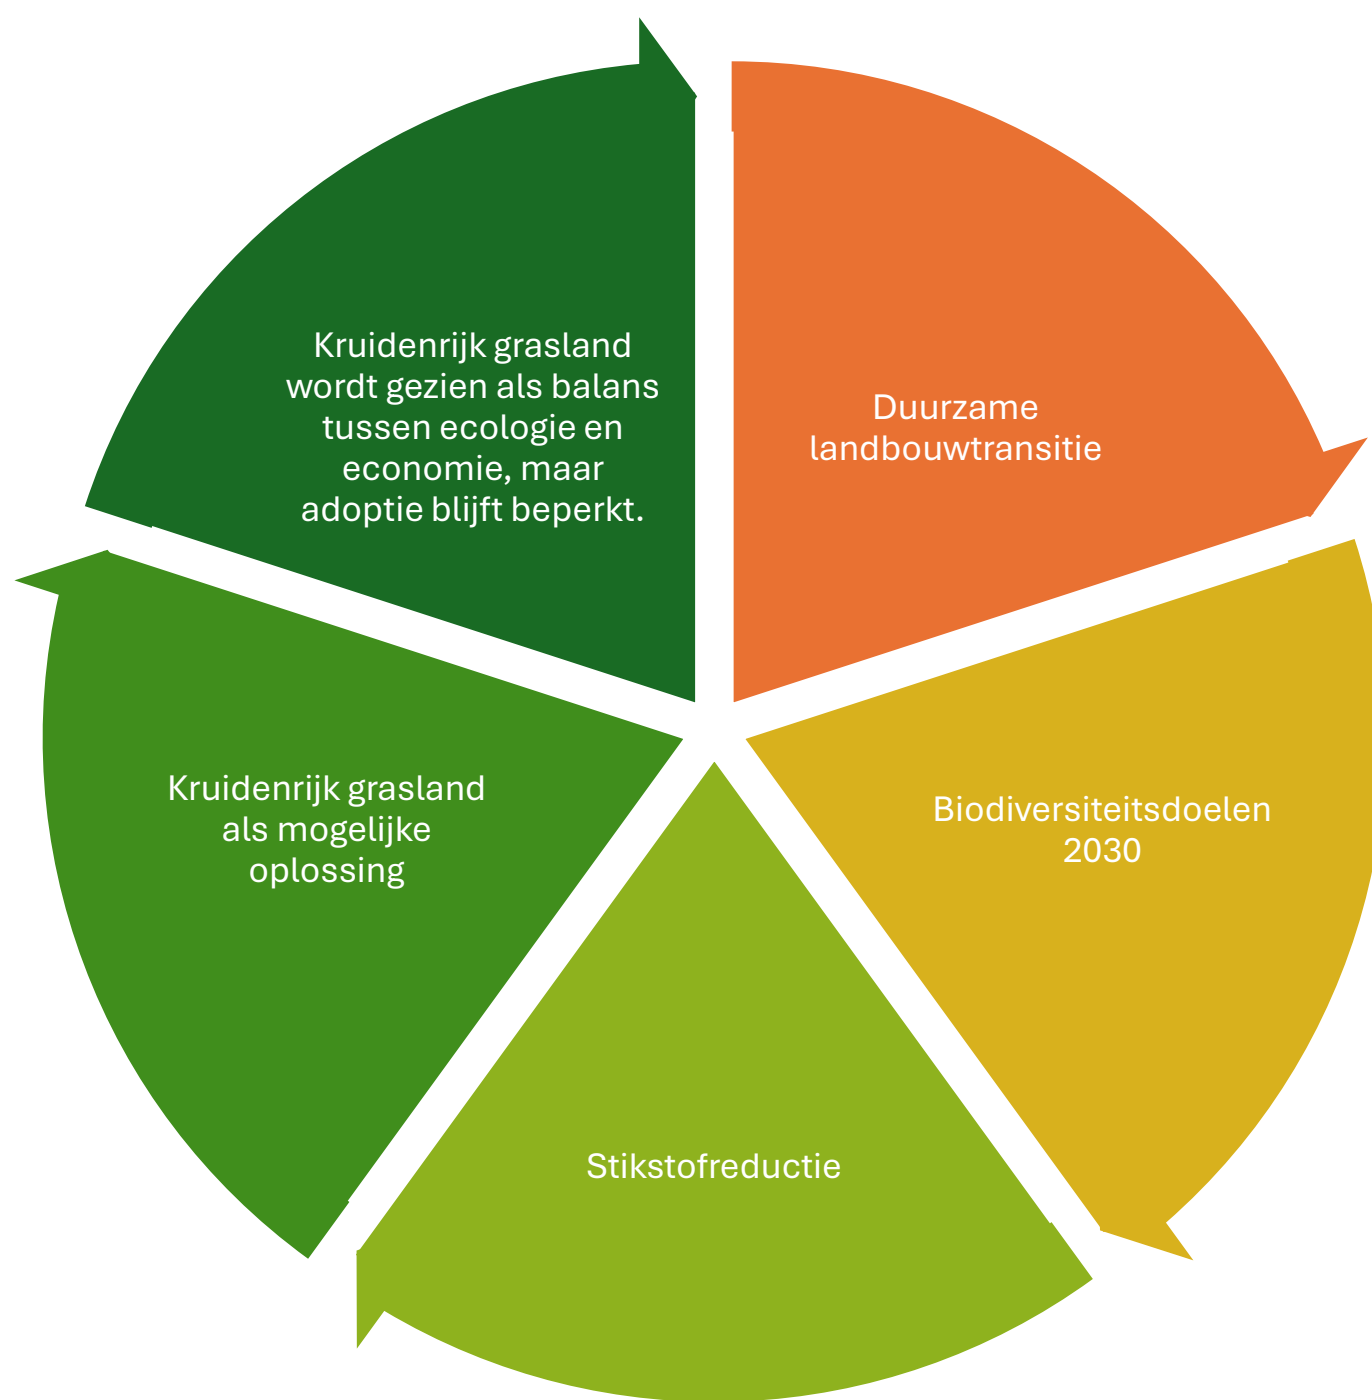 Kruidenrijk grasland
wordt gezien als balans
tussen ecologie en
economie, maar
adoptie blijft beperkt.
Duurzame
landbouwtransitie
Kruidenrijk grasland
als mogelijke
oplossing
Biodiversiteitsdoelen
2030
Stikstofreductie